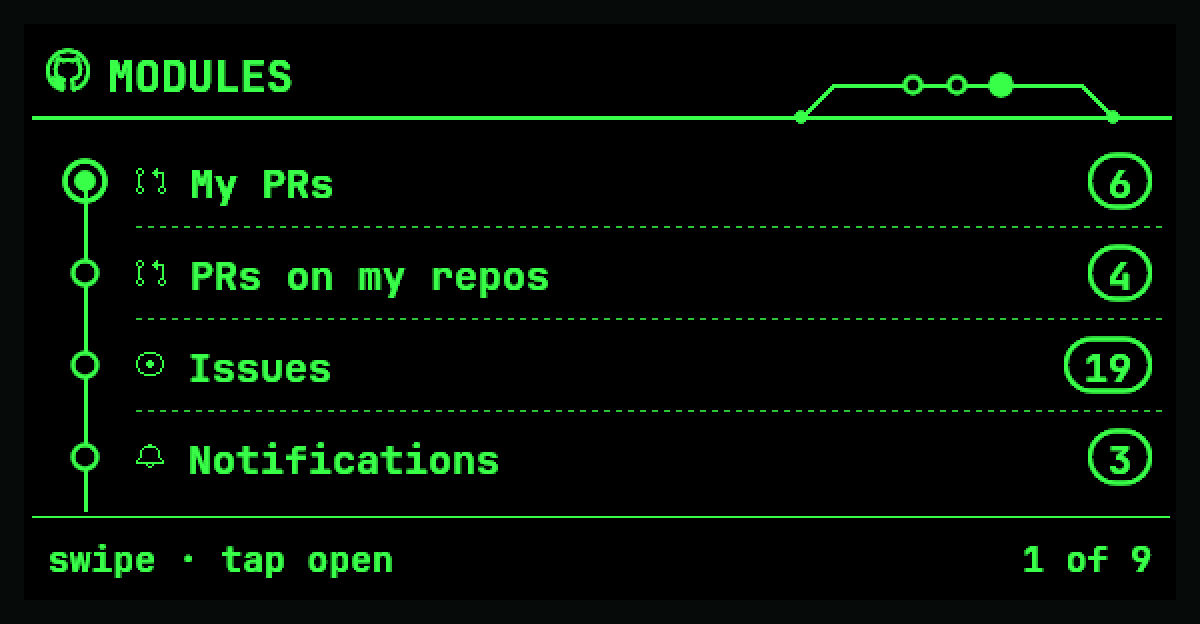 MODULES
My PRs 6
PRs on my repos 4
Issues 19
Notifications 3
swipe · tap open 1 of 9